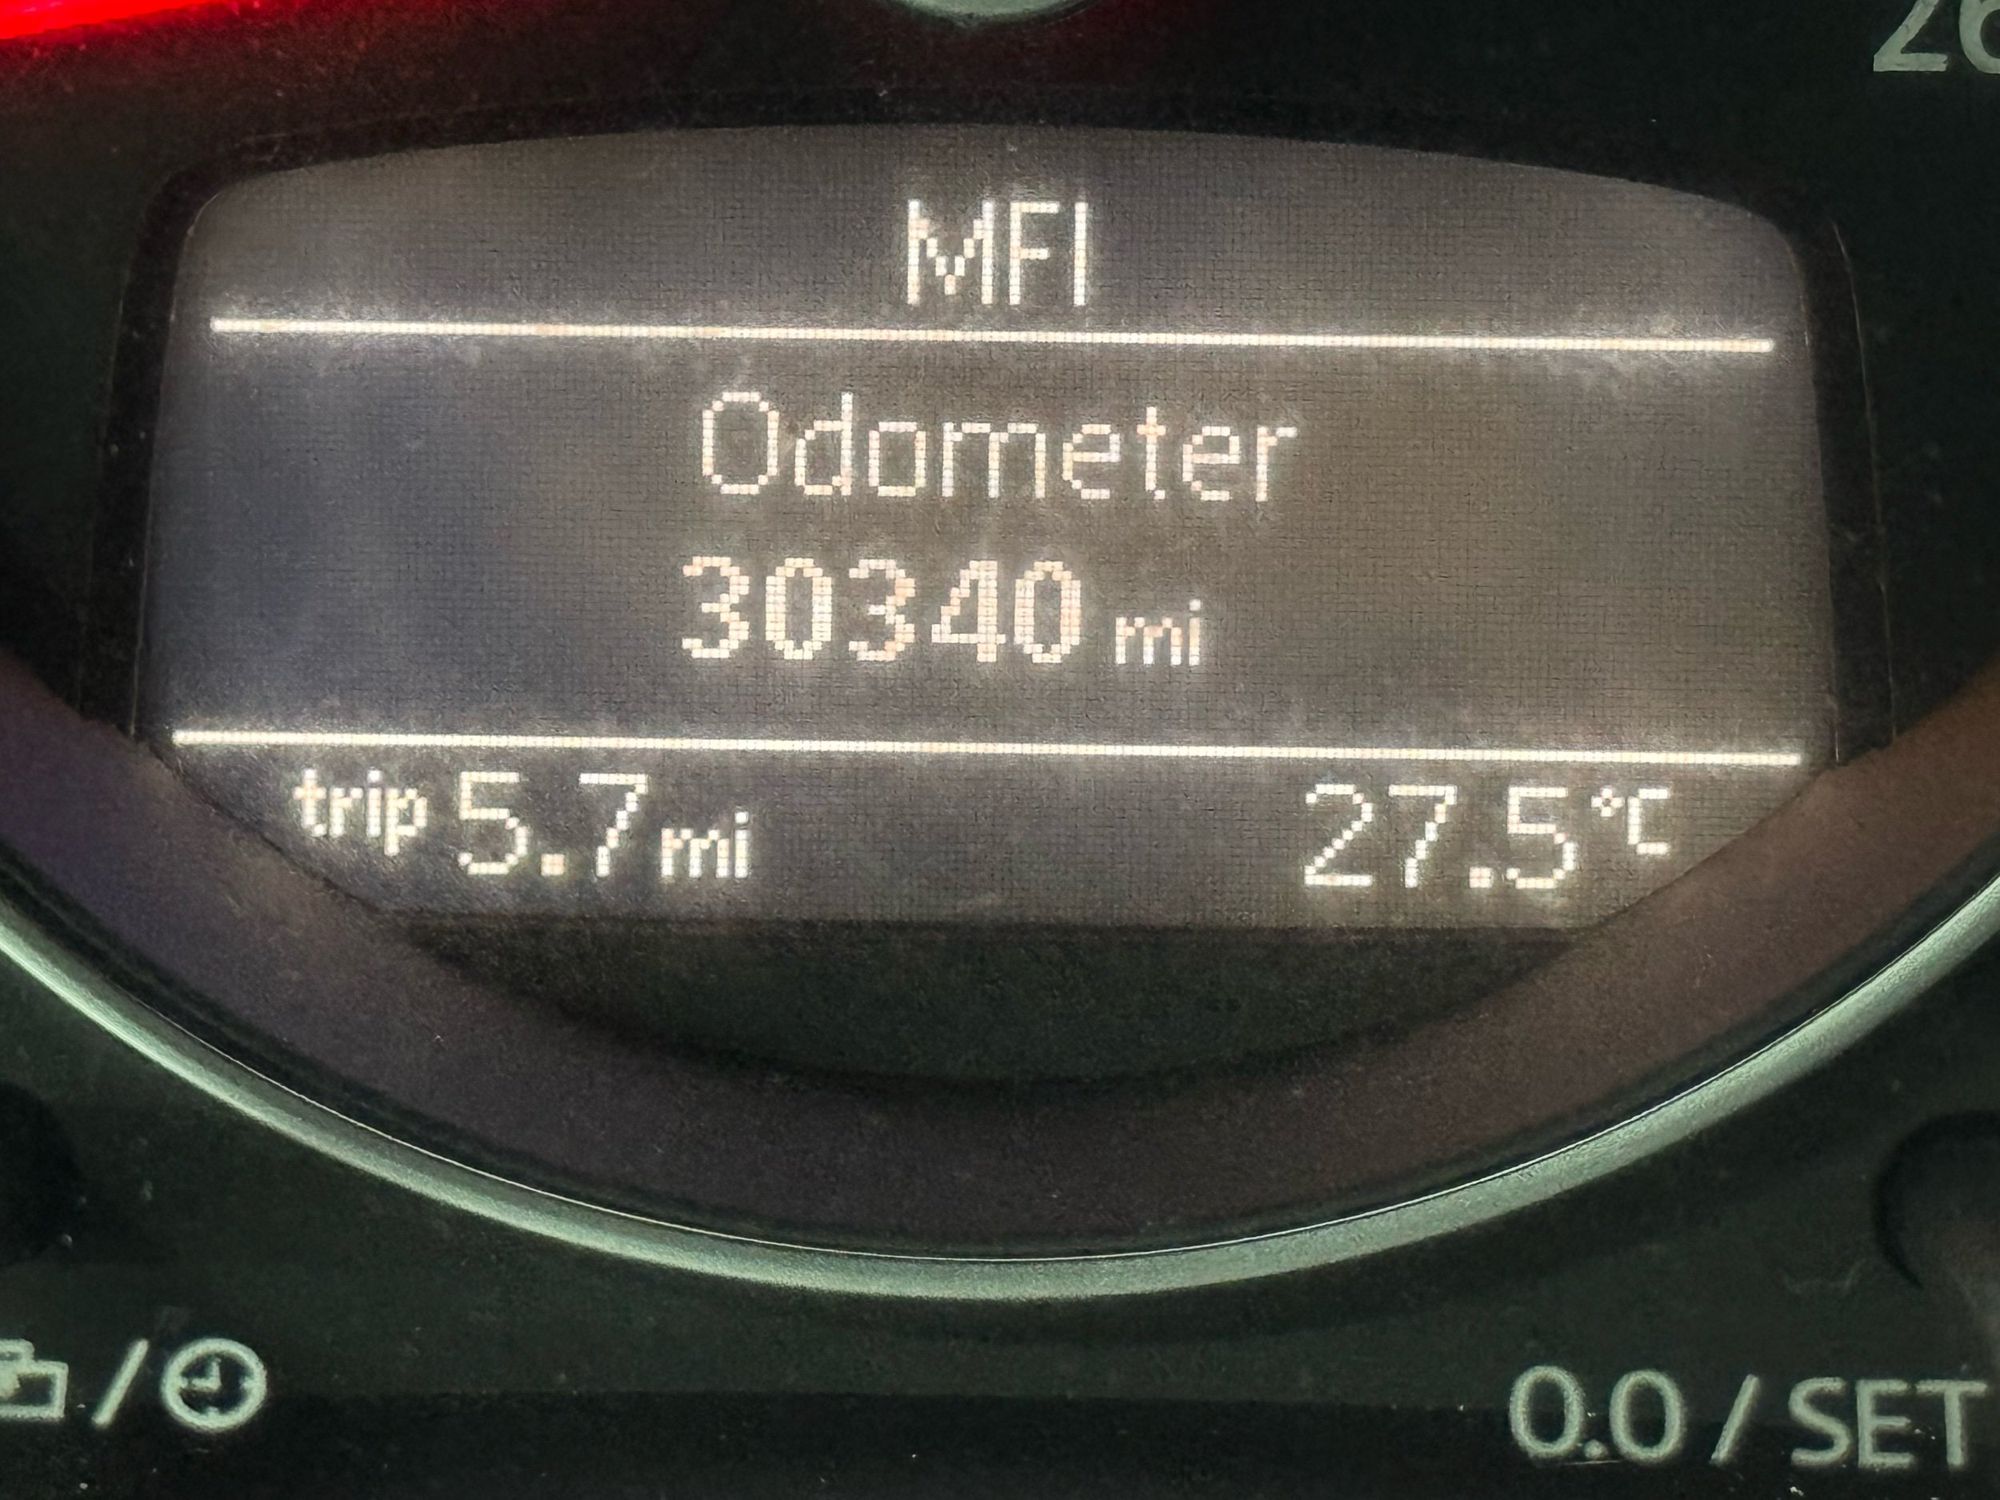 MFI
Odometer
30340 mi
trip 5.7 mi 27.5°C
/
0.0 / SET